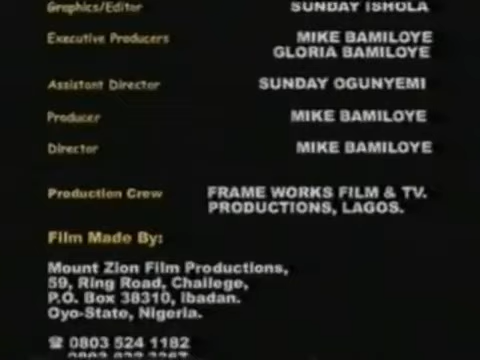 Graphics/Editor SUNDAY ISHOLA
Executive Producers MIKE BAMILOYE
GLORIA BAMILOYE
Assistant Director SUNDAY OGUNYEMI
Producer MIKE BAMILOYE
Director MIKE BAMILOYE
Production Crew FRAME WORKS FILM & TV.
PRODUCTIONS, LAGOS.
Film Made By:
Mount Zion Film Productions,
59, Ring Road, Challege,
P.O. Box 38310, Ibadan.
Oyo-State, Nigeria.
☎ 0803 524 1182